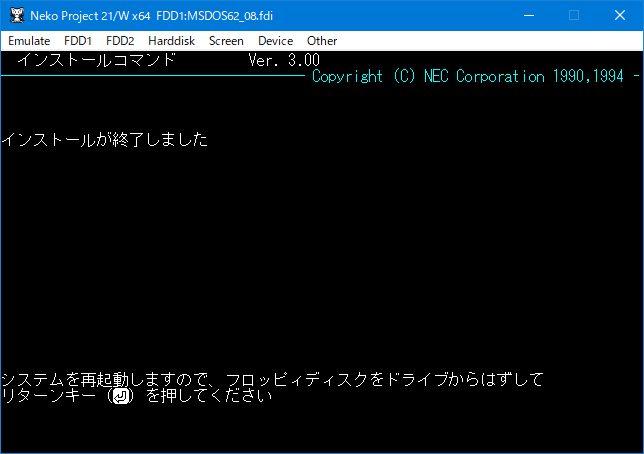 Neko Project 21/W x64 FDD1:MSDOS62_08.fdi
Emulate FDD1 FDD2 Harddisk Screen Device Other
インストールコマンド Ver. 3.00
Copyright (C) NEC Corporation 1990,1994
インストールが終了しました
システムを再起動しますので、フロッピィディスクをドライブからはずして
リターンキー（↵）を押してください